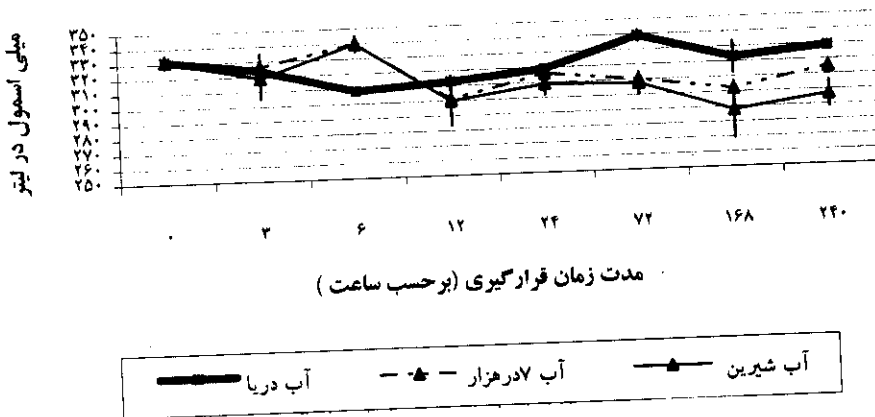 میلی اسمول در لیتر
۳۵۰
۳۴۰
۳۳۰
۳۲۰
۳۱۰
۳۰۰
۲۹۰
۲۸۰
۲۷۰
۲۶۰
۲۵۰
۰ ۳ ۶ ۱۲ ۲۴ ۷۲ ۱۶۸ ۲۴۰
مدت زمان قرارگیری (برحسب ساعت )
آب شیرین آب ۷درهزار آب دریا